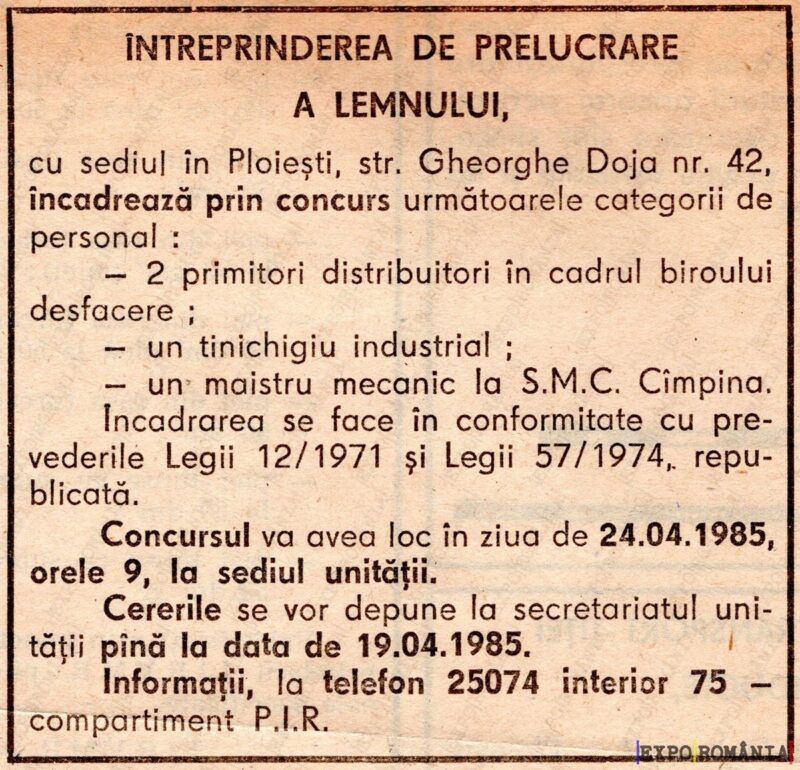 ÎNTREPRINDEREA DE PRELUCRARE
A LEMNULUI,
cu sediul în Ploiești, str. Gheorghe Doja nr. 42,
încadrează prin concurs următoarele categorii de
personal :
— 2 primitori distribuitori în cadrul biroului
desfacere ;
— un tinichigiu industrial ;
— un maistru mecanic la S.M.C. Cîmpina.
Încadrarea se face în conformitate cu pre-
vederile Legii 12/1971 și Legii 57/1974, repu-
blicată.
Concursul va avea loc în ziua de 24.04.1985,
orele 9, la sediul unității.
Cererile se vor depune la secretariatul uni-
tății pînă la data de 19.04.1985.
Informații, la telefon 25074 interior 75 —
compartiment P.I.R.
EXPO ROMÂNIA